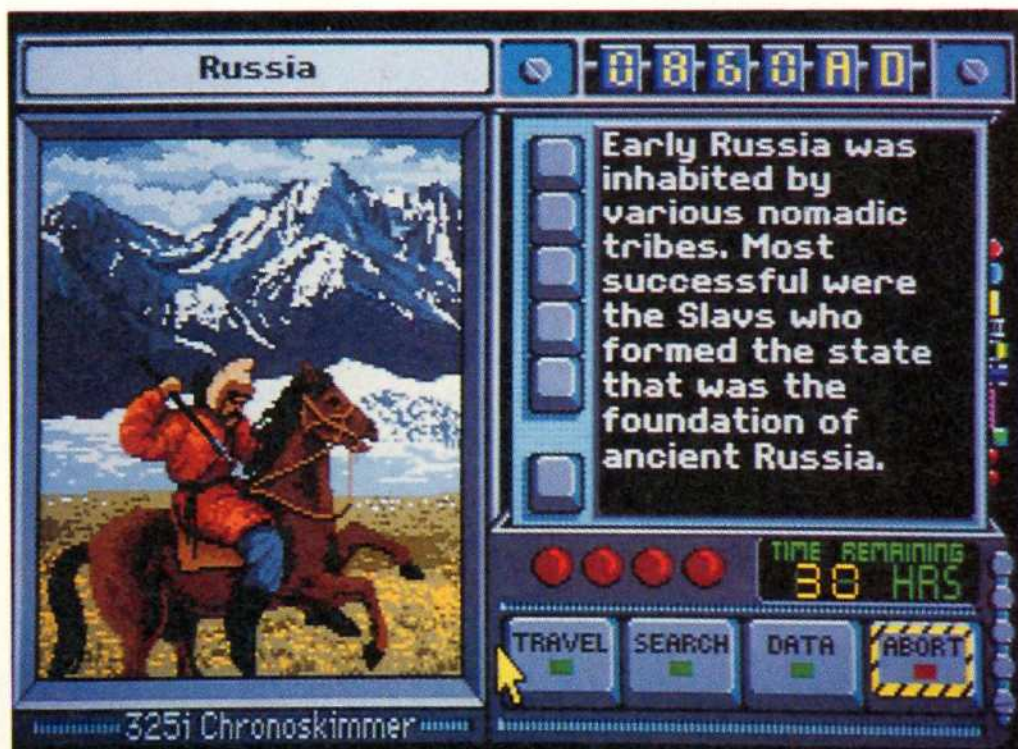 Russia
0860AD
Early Russia was
inhabited by
various nomadic
tribes. Most
successful were
the Slavs who
formed the state
that was the
foundation of
ancient Russia.
TIME REMAINING
30 HRS
TRAVEL
SEARCH
DATA
ABORT
325i Chronoskimmer